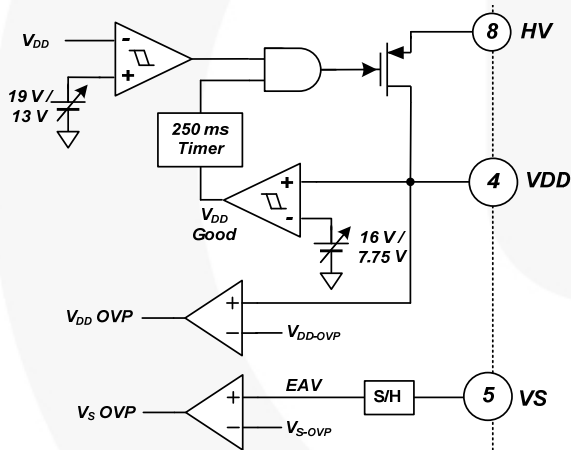 8 HV
VDD
-
+
19 V /
13 V
250 ms
Timer
+
-
4 VDD
VDD
Good
16 V /
7.75 V
VDD OVP
+
−
VDD-OVP
EAV
S/H
5 VS
VS OVP
+
−
VS-OVP